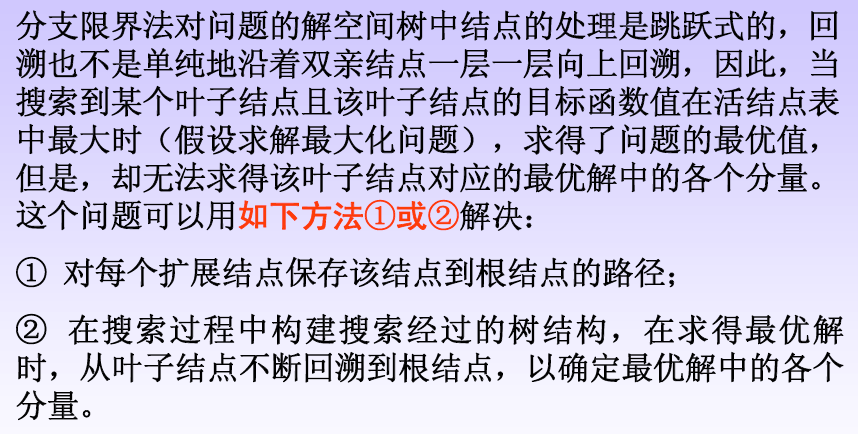 分支限界法对问题的解空间树中结点的处理是跳跃式的，回
溯也不是单纯地沿着双亲结点一层一层向上回溯，因此，当
搜索到某个叶子结点且该叶子结点的目标函数值在活结点表
中最大时（假设求解最大化问题），求得了问题的最优值，
但是，却无法求得该叶子结点对应的最优解中的各个分量。
这个问题可以用如下方法①或②解决：
① 对每个扩展结点保存该结点到根结点的路径；
② 在搜索过程中构建搜索经过的树结构，在求得最优解
时，从叶子结点不断回溯到根结点，以确定最优解中的各个
分量。